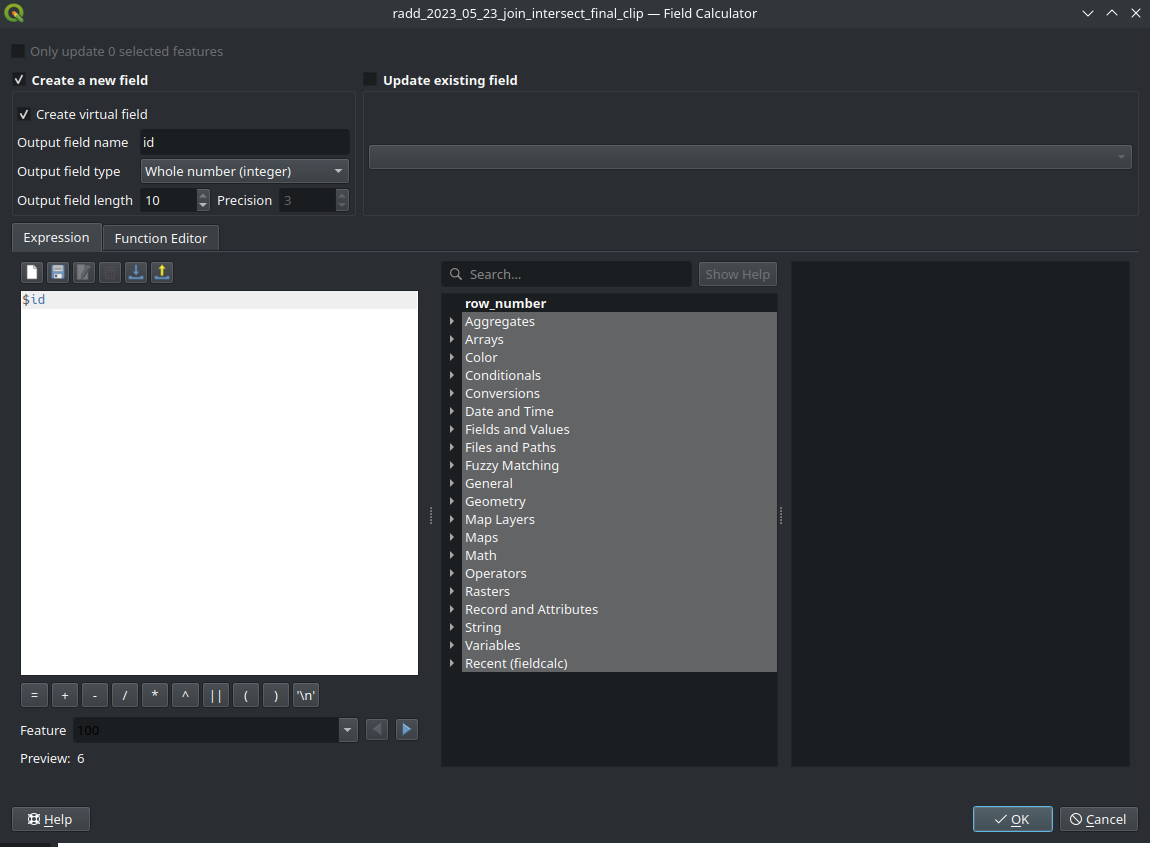 radd_2023_05_23_join_intersect_final_clip — Field Calculator
Only update 0 selected features
Create a new field
Update existing field
Create virtual field
Output field name id
Output field type Whole number (integer)
Output field length 10 Precision 3
Expression Function Editor
Search… Show Help
$id
row_number
Aggregates
Arrays
Color
Conditionals
Conversions
Date and Time
Fields and Values
Files and Paths
Fuzzy Matching
General
Geometry
Map Layers
Maps
Math
Operators
Rasters
Record and Attributes
String
Variables
Recent (fieldcalc)
= + - / * ^ || ( ) '\n'
Feature 100
Preview: 6
Help OK Cancel